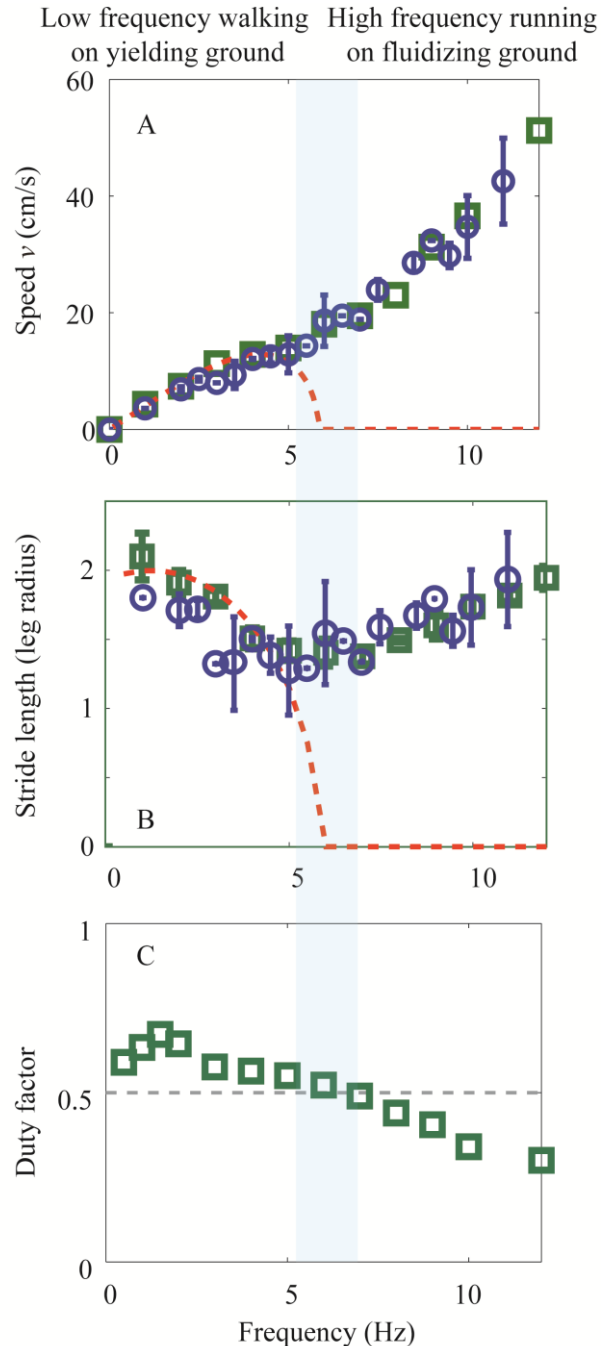 Low frequency walking
on yielding ground
High frequency running
on fluidizing ground
A
Speed v (cm/s)
60
40
20
0
0
5
10
B
Stride length (leg radius)
2
1
0
0
5
10
C
Duty factor
1
0.5
0
0
5
10
Frequency (Hz)